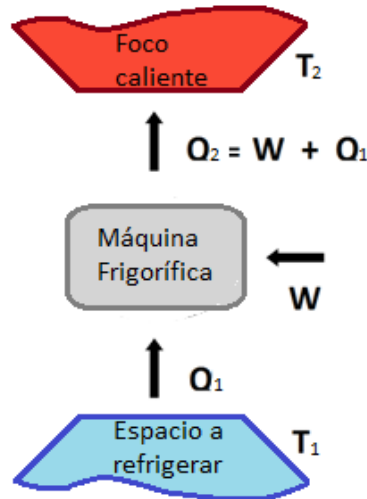 Foco
caliente
T₂
Q₂ = W + Q₁
Máquina
Frigorífica
W
Q₁
Espacio a
refrigerar
T₁